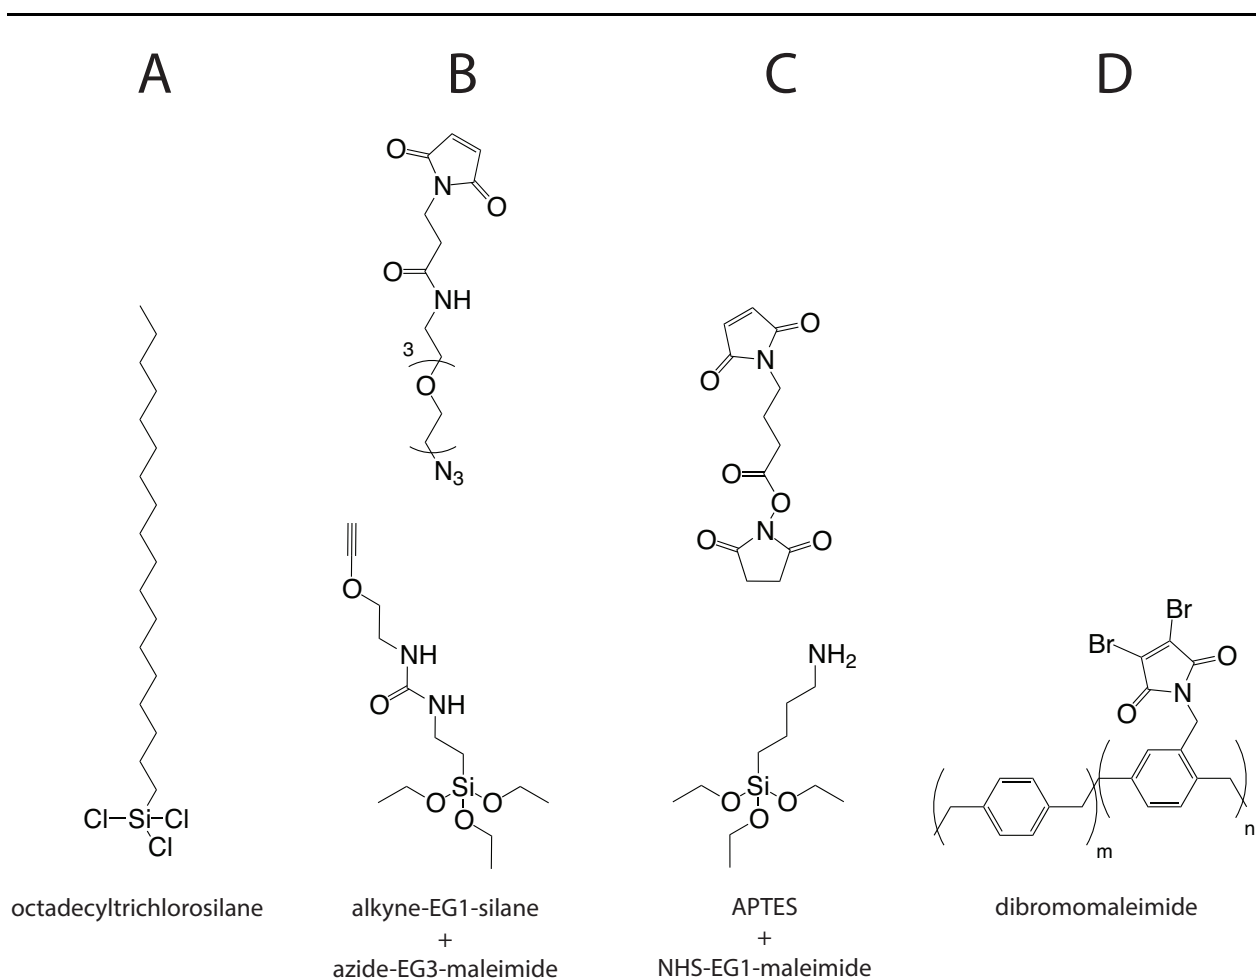 A B C D
O
N
O
O
NH
3
O
N3
O
N
O
O
O
N
O
O
O
NH
O
NH
Si
O
O
O
NH2
Si
O
O
O
Br
Br
O
N
O
m
n
Cl
Si
Cl
Cl
octadecyltrichlorosilane
alkyne-EG1-silane
+
azide-EG3-maleimide
APTES
+
NHS-EG1-maleimide
dibromomaleimide